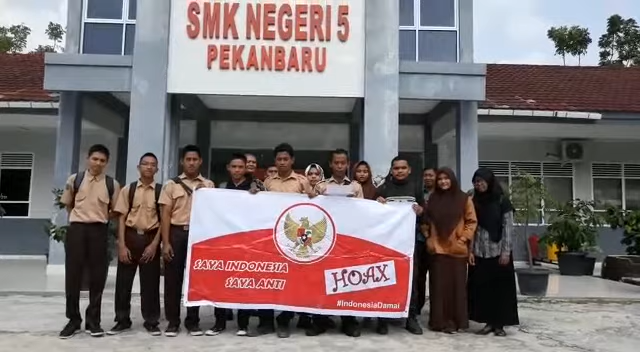 SMK NEGERI 5
PEKANBARU
SAYA INDONESIA
SAYA ANTI
HOAX
#IndonesiaDamai